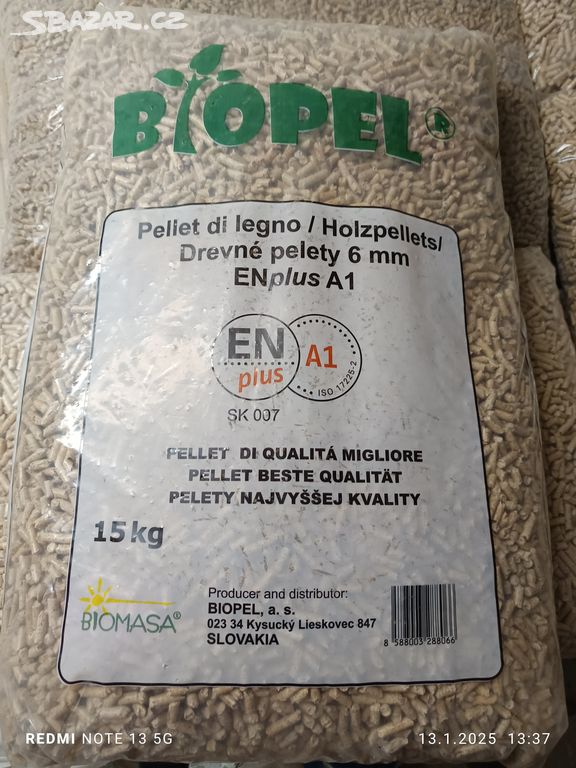 SBAZAR.CZ
BIOPEL ®
Pellet di legno / Holzpellets/
Drevné pelety 6 mm
ENplus A1
EN plus A1
ISO 17225-2
SK 007
PELLET DI QUALITÁ MIGLIORE
PELLET BESTE QUALITÄT
PELETY NAJVYŠŠEJ KVALITY
15kg
BIOMASA®
Producer and distributor:
BIOPEL, a. s.
023 34 Kysucký Lieskovec 847
SLOVAKIA
8 588003 288066
REDMI NOTE 13 5G
13.1.2025 13:37